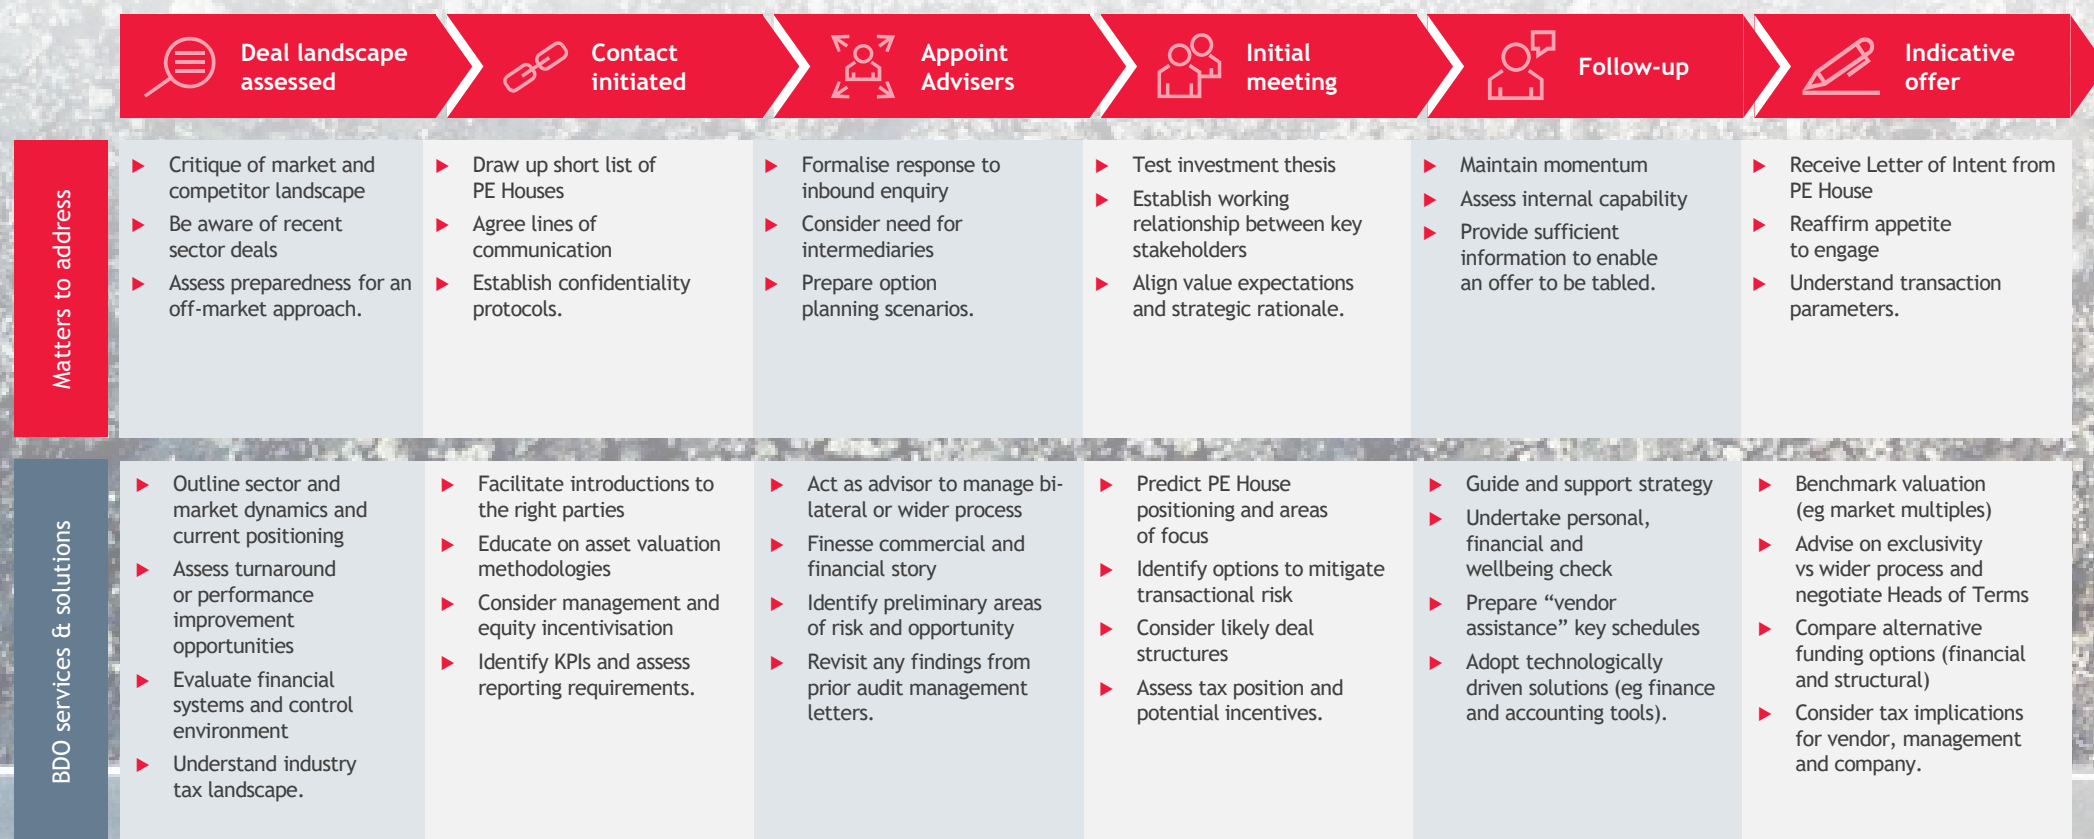 Deal landscape
assessed
Contact
initiated
Appoint
Advisers
Initial
meeting
Follow-up
Indicative
offer
Matters to address
Critique of market and
competitor landscape
Be aware of recent
sector deals
Assess preparedness for an
off-market approach.
Draw up short list of
PE Houses
Agree lines of
communication
Establish confidentiality
protocols.
Formalise response to
inbound enquiry
Consider need for
intermediaries
Prepare option
planning scenarios.
Test investment thesis
Establish working
relationship between key
stakeholders
Align value expectations
and strategic rationale.
Maintain momentum
Assess internal capability
Provide sufficient
information to enable
an offer to be tabled.
Receive Letter of Intent from
PE House
Reaffirm appetite
to engage
Understand transaction
parameters.
BDO services & solutions
Outline sector and
market dynamics and
current positioning
Assess turnaround
or performance
improvement
opportunities
Evaluate financial
systems and control
environment
Understand industry
tax landscape.
Facilitate introductions to
the right parties
Educate on asset valuation
methodologies
Consider management and
equity incentivisation
Identify KPIs and assess
reporting requirements.
Act as advisor to manage bi-
lateral or wider process
Finesse commercial and
financial story
Identify preliminary areas
of risk and opportunity
Revisit any findings from
prior audit management
letters.
Predict PE House
positioning and areas
of focus
Identify options to mitigate
transactional risk
Consider likely deal
structures
Assess tax position and
potential incentives.
Guide and support strategy
Undertake personal,
financial and
wellbeing check
Prepare “vendor
assistance” key schedules
Adopt technologically
driven solutions (eg finance
and accounting tools).
Benchmark valuation
(eg market multiples)
Advise on exclusivity
vs wider process and
negotiate Heads of Terms
Compare alternative
funding options (financial
and structural)
Consider tax implications
for vendor, management
and company.